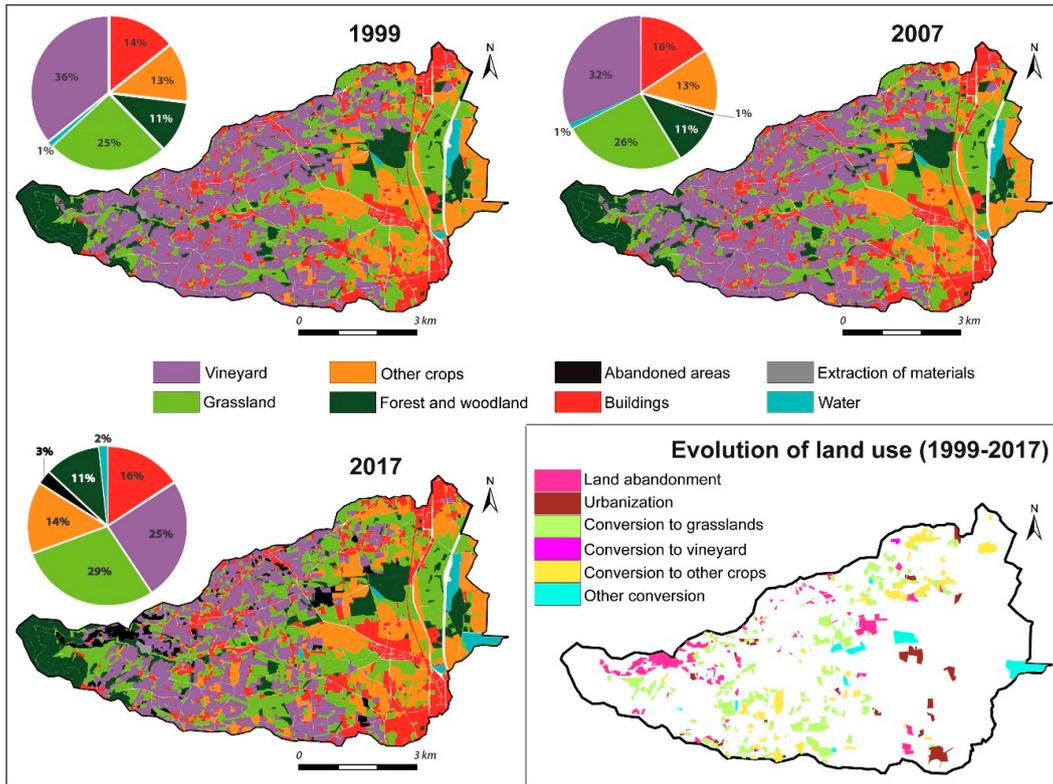 1999
N
14%
13%
11%
25%
1%
36%
0 3 km
2007
N
16%
13%
1%
11%
26%
1%
32%
0 3 km
Vineyard
Other crops
Abandoned areas
Extraction of materials
Grassland
Forest and woodland
Buildings
Water
2017
N
2%
3%
11%
16%
14%
25%
29%
0 3 km
Evolution of land use (1999-2017)
Land abandonment
Urbanization
Conversion to grasslands
Conversion to vineyard
Conversion to other crops
Other conversion
N